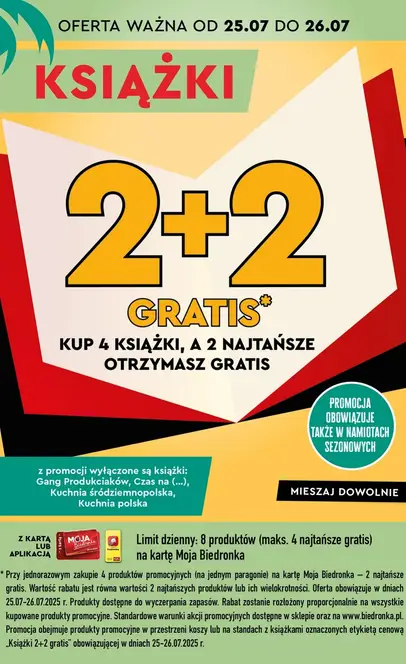 OFERTA WAŻNA OD 25.07 DO 26.07
KSIĄŻKI
2+2
GRATIS*
KUP 4 KSIĄŻKI, A 2 NAJTAŃSZE
OTRZYMASZ GRATIS
PROMOCJA
OBOWIĄZUJE
TAKŻE W NAMIOTACH
SEZONOWYCH
z promocji wyłączone są książki:
Gang Produkciaków, Czas na (...),
Kuchnia śródziemnopolska,
Kuchnia polska
MIESZAJ DOWOLNIE
Z KARTĄ
LUB
APLIKACJĄ
MOJA
Biedronka
Limit dzienny: 8 produktów (maks. 4 najtańsze gratis)
na kartę Moja Biedronka
* Przy jednorazowym zakupie 4 produktów promocyjnych (na jednym paragonie) na kartę Moja Biedronka – 2 najtańsze
gratis. Wartość rabatu jest równa wartości 2 najtańszych produktów lub ich wielokrotności. Oferta obowiązuje w dniach
25.07-26.07.2025 r. Produkty dostępne do wyczerpania zapasów. Rabat zostanie rozłożony proporcjonalnie na wszystkie
kupowane produkty promocyjne. Standardowe warunki akcji promocyjnych dostępne w sklepie oraz na www.biedronka.pl.
Promocja obejmuje produkty promocyjne w przestrzeni koszy lub na standach z książkami oznaczonych etykietą cenową
„Książki 2+2 gratis” obowiązującej w dniach 25-26.07.2025 r.